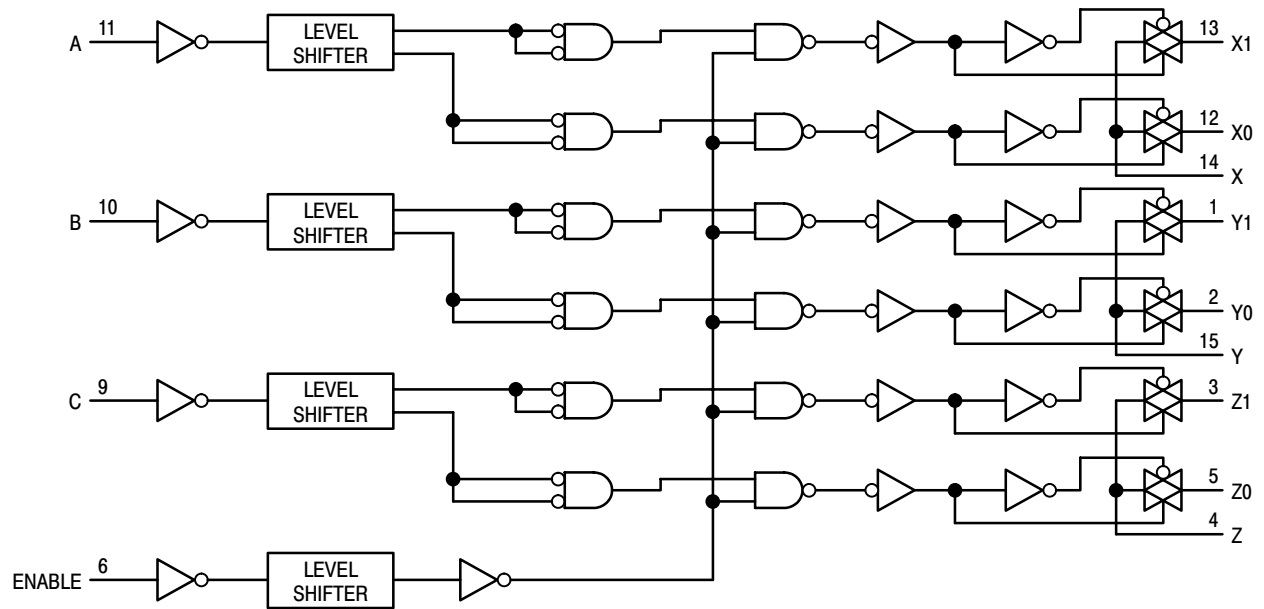 A 11 LEVEL SHIFTER 13 X1
12 X0
14 X
B 10 LEVEL SHIFTER 1 Y1
2 Y0
15 Y
C 9 LEVEL SHIFTER 3 Z1
5 Z0
4 Z
ENABLE 6 LEVEL SHIFTER